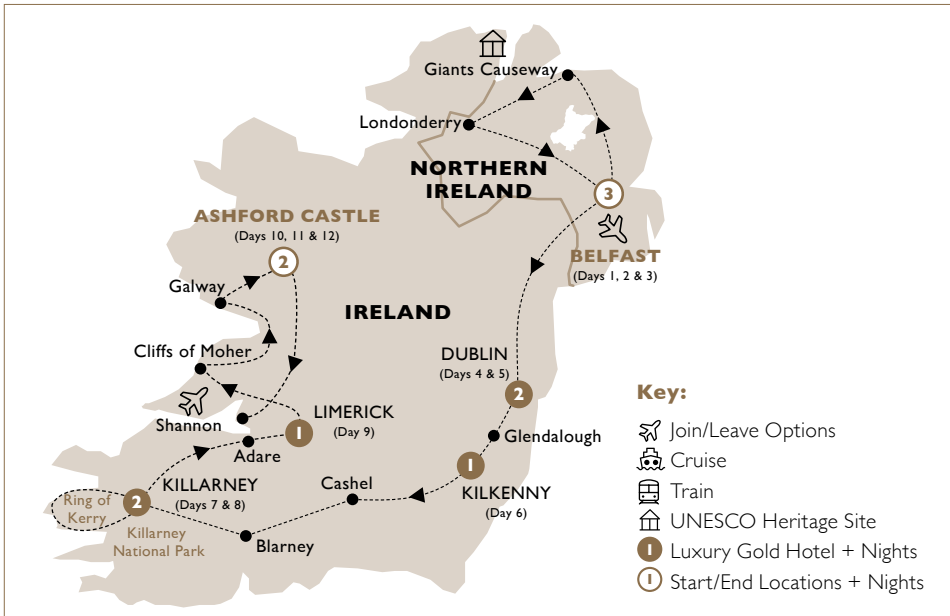 Giants Causeway
Londonderry
NORTHERN
IRELAND
3
ASHFORD CASTLE
(Days 10, 11 & 12)
2
BELFAST
(Days 1, 2 & 3)
Galway
IRELAND
Cliffs of Moher
DUBLIN
(Days 4 & 5)
2
Shannon
LIMERICK
(Day 9)
1
Adare
Glendalough
1
KILKENNY
(Day 6)
Cashel
KILLARNEY
(Days 7 & 8)
2
Ring of
Kerry
Killarney
National Park
Blarney
Key:
Join/Leave Options
Cruise
Train
UNESCO Heritage Site
1 Luxury Gold Hotel + Nights
1 Start/End Locations + Nights